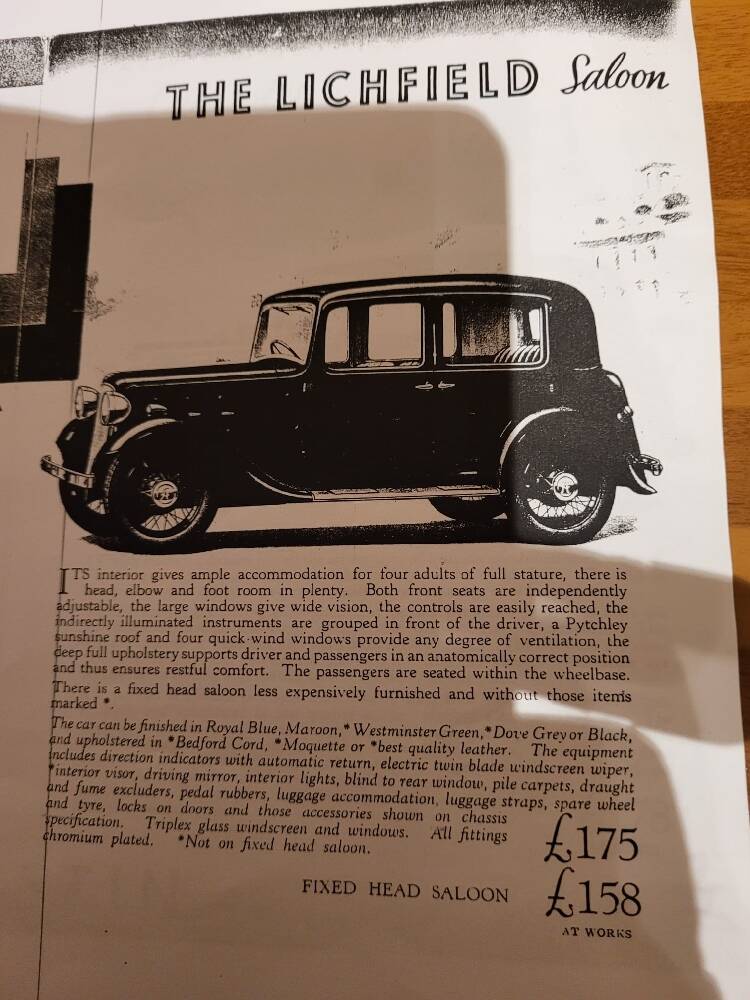 THE LICHFIELD Saloon
ITS interior gives ample accommodation for four adults of full stature, there is
head, elbow and foot room in plenty. Both front seats are independently
adjustable, the large windows give wide vision, the controls are easily reached, the
indirectly illuminated instruments are grouped in front of the driver, a Pytchley
sunshine roof and four quick-wind windows provide any degree of ventilation, the
deep full upholstery supports driver and passengers in an anatomically correct position
and thus ensures restful comfort. The passengers are seated within the wheelbase.
There is a fixed head saloon less expensively furnished and without those items
marked *.
The car can be finished in Royal Blue, Maroon,* Westminster Green,* Dove Grey or Black,
and upholstered in *Bedford Cord, *Moquette or *best quality leather. The equipment
includes direction indicators with automatic return, electric twin blade windscreen wiper,
*interior visor, driving mirror, interior lights, blind to rear window, pile carpets, draught
and fume excluders, pedal rubbers, luggage accommodation, luggage straps, spare wheel
and tyre, locks on doors and those accessories shown on chassis
specification. Triplex glass windscreen and windows. All fittings
chromium plated. *Not on fixed head saloon.
£175
FIXED HEAD SALOON £158
AT WORKS